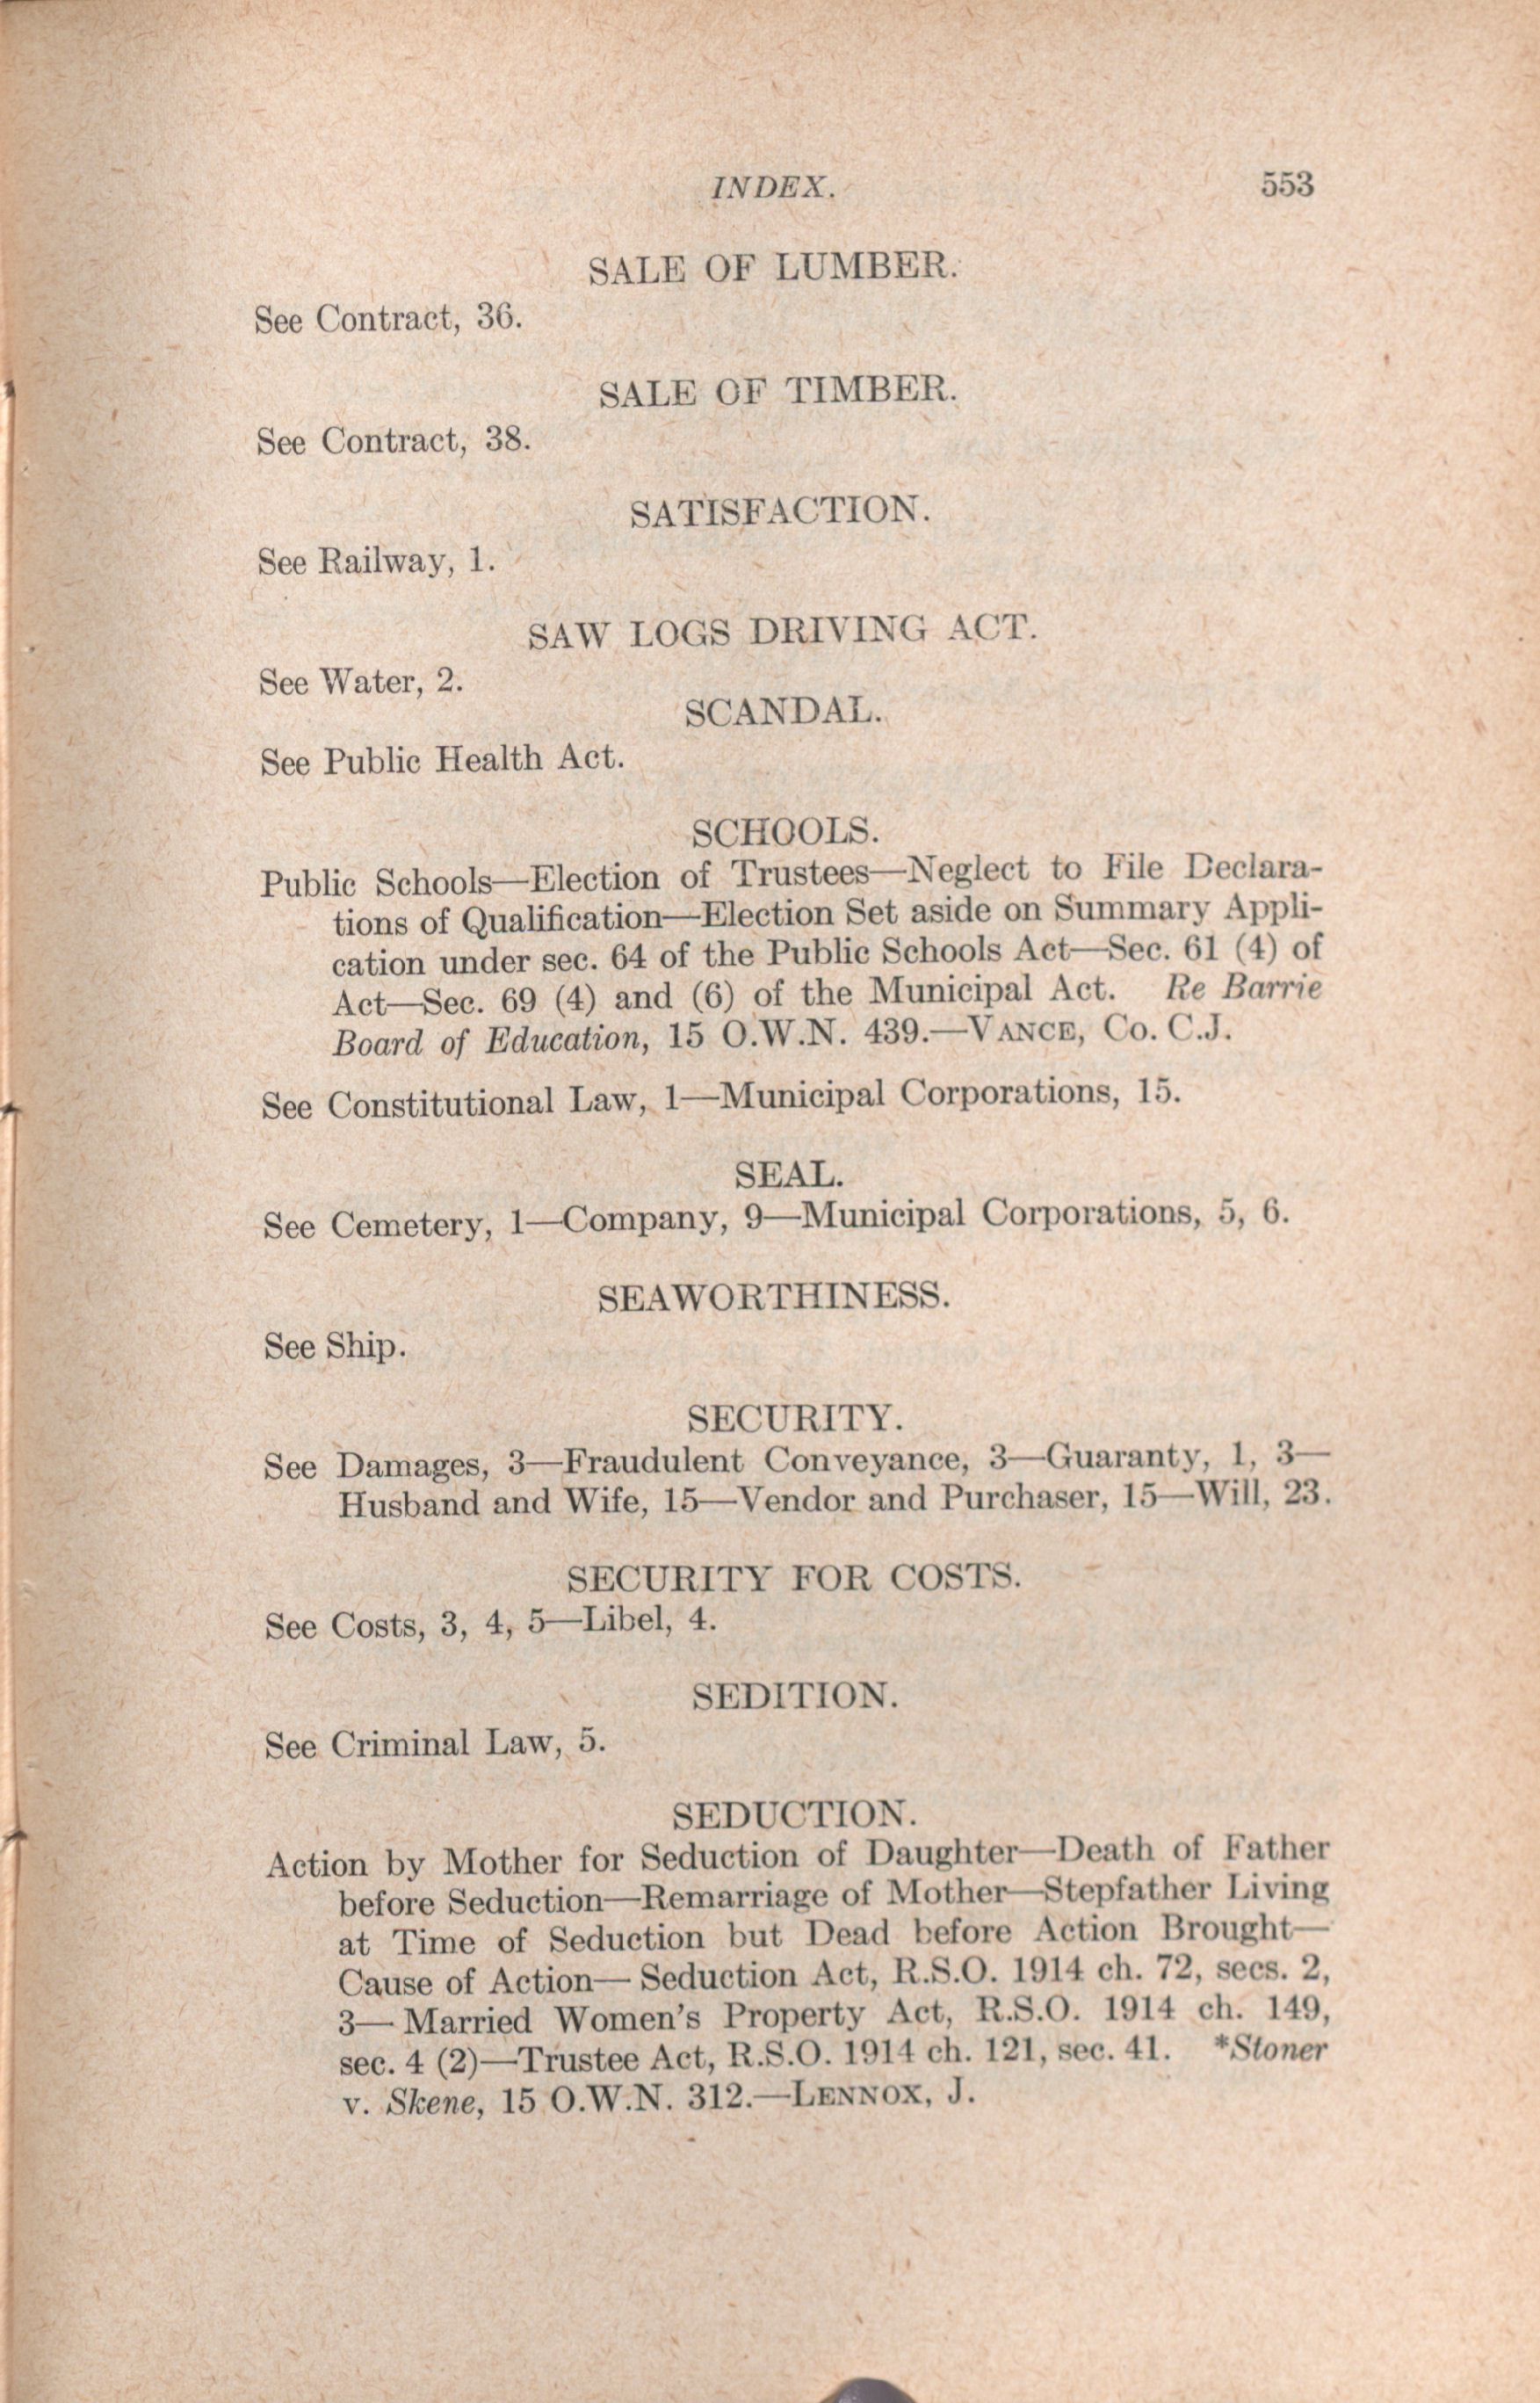 INDEX. 553
SALE OF LUMBER.
See Contract, 36.
SALE OF TIMBER.
See Contract, 38.
SATISFACTION.
See Railway, 1.
SAW LOGS DRIVING ACT.
See Water, 2.
SCANDAL.
See Public Health Act.
SCHOOLS.
Public Schools—Election of Trustees—Neglect to File Declara-
tions of Qualification—Election Set aside on Summary Appli-
cation under sec. 64 of the Public Schools Act—Sec. 61 (4) of
Act—Sec. 69 (4) and (6) of the Municipal Act. Re Barrie
Board of Education, 15 O.W.N. 439.—VANCE, Co. C.J.
See Constitutional Law, 1—Municipal Corporations, 15.
SEAL.
See Cemetery, 1—Company, 9—Municipal Corporations, 5, 6.
SEAWORTHINESS.
See Ship.
SECURITY.
See Damages, 3—Fraudulent Conveyance, 3—Guaranty, 1, 3—
Husband and Wife, 15—Vendor and Purchaser, 15—Will, 23.
SECURITY FOR COSTS.
See Costs, 3, 4, 5—Libel, 4.
SEDITION.
See Criminal Law, 5.
SEDUCTION.
Action by Mother for Seduction of Daughter—Death of Father
before Seduction—Remarriage of Mother—Stepfather Living
at Time of Seduction but Dead before Action Brought—
Cause of Action—Seduction Act, R.S.O. 1914 ch. 72, secs. 2,
3—Married Women's Property Act, R.S.O. 1914 ch. 149,
sec. 4 (2)—Trustee Act, R.S.O. 1914 ch. 121, sec. 41. *Stoner
v. Skene, 15 O.W.N. 312.—LENNOX, J.